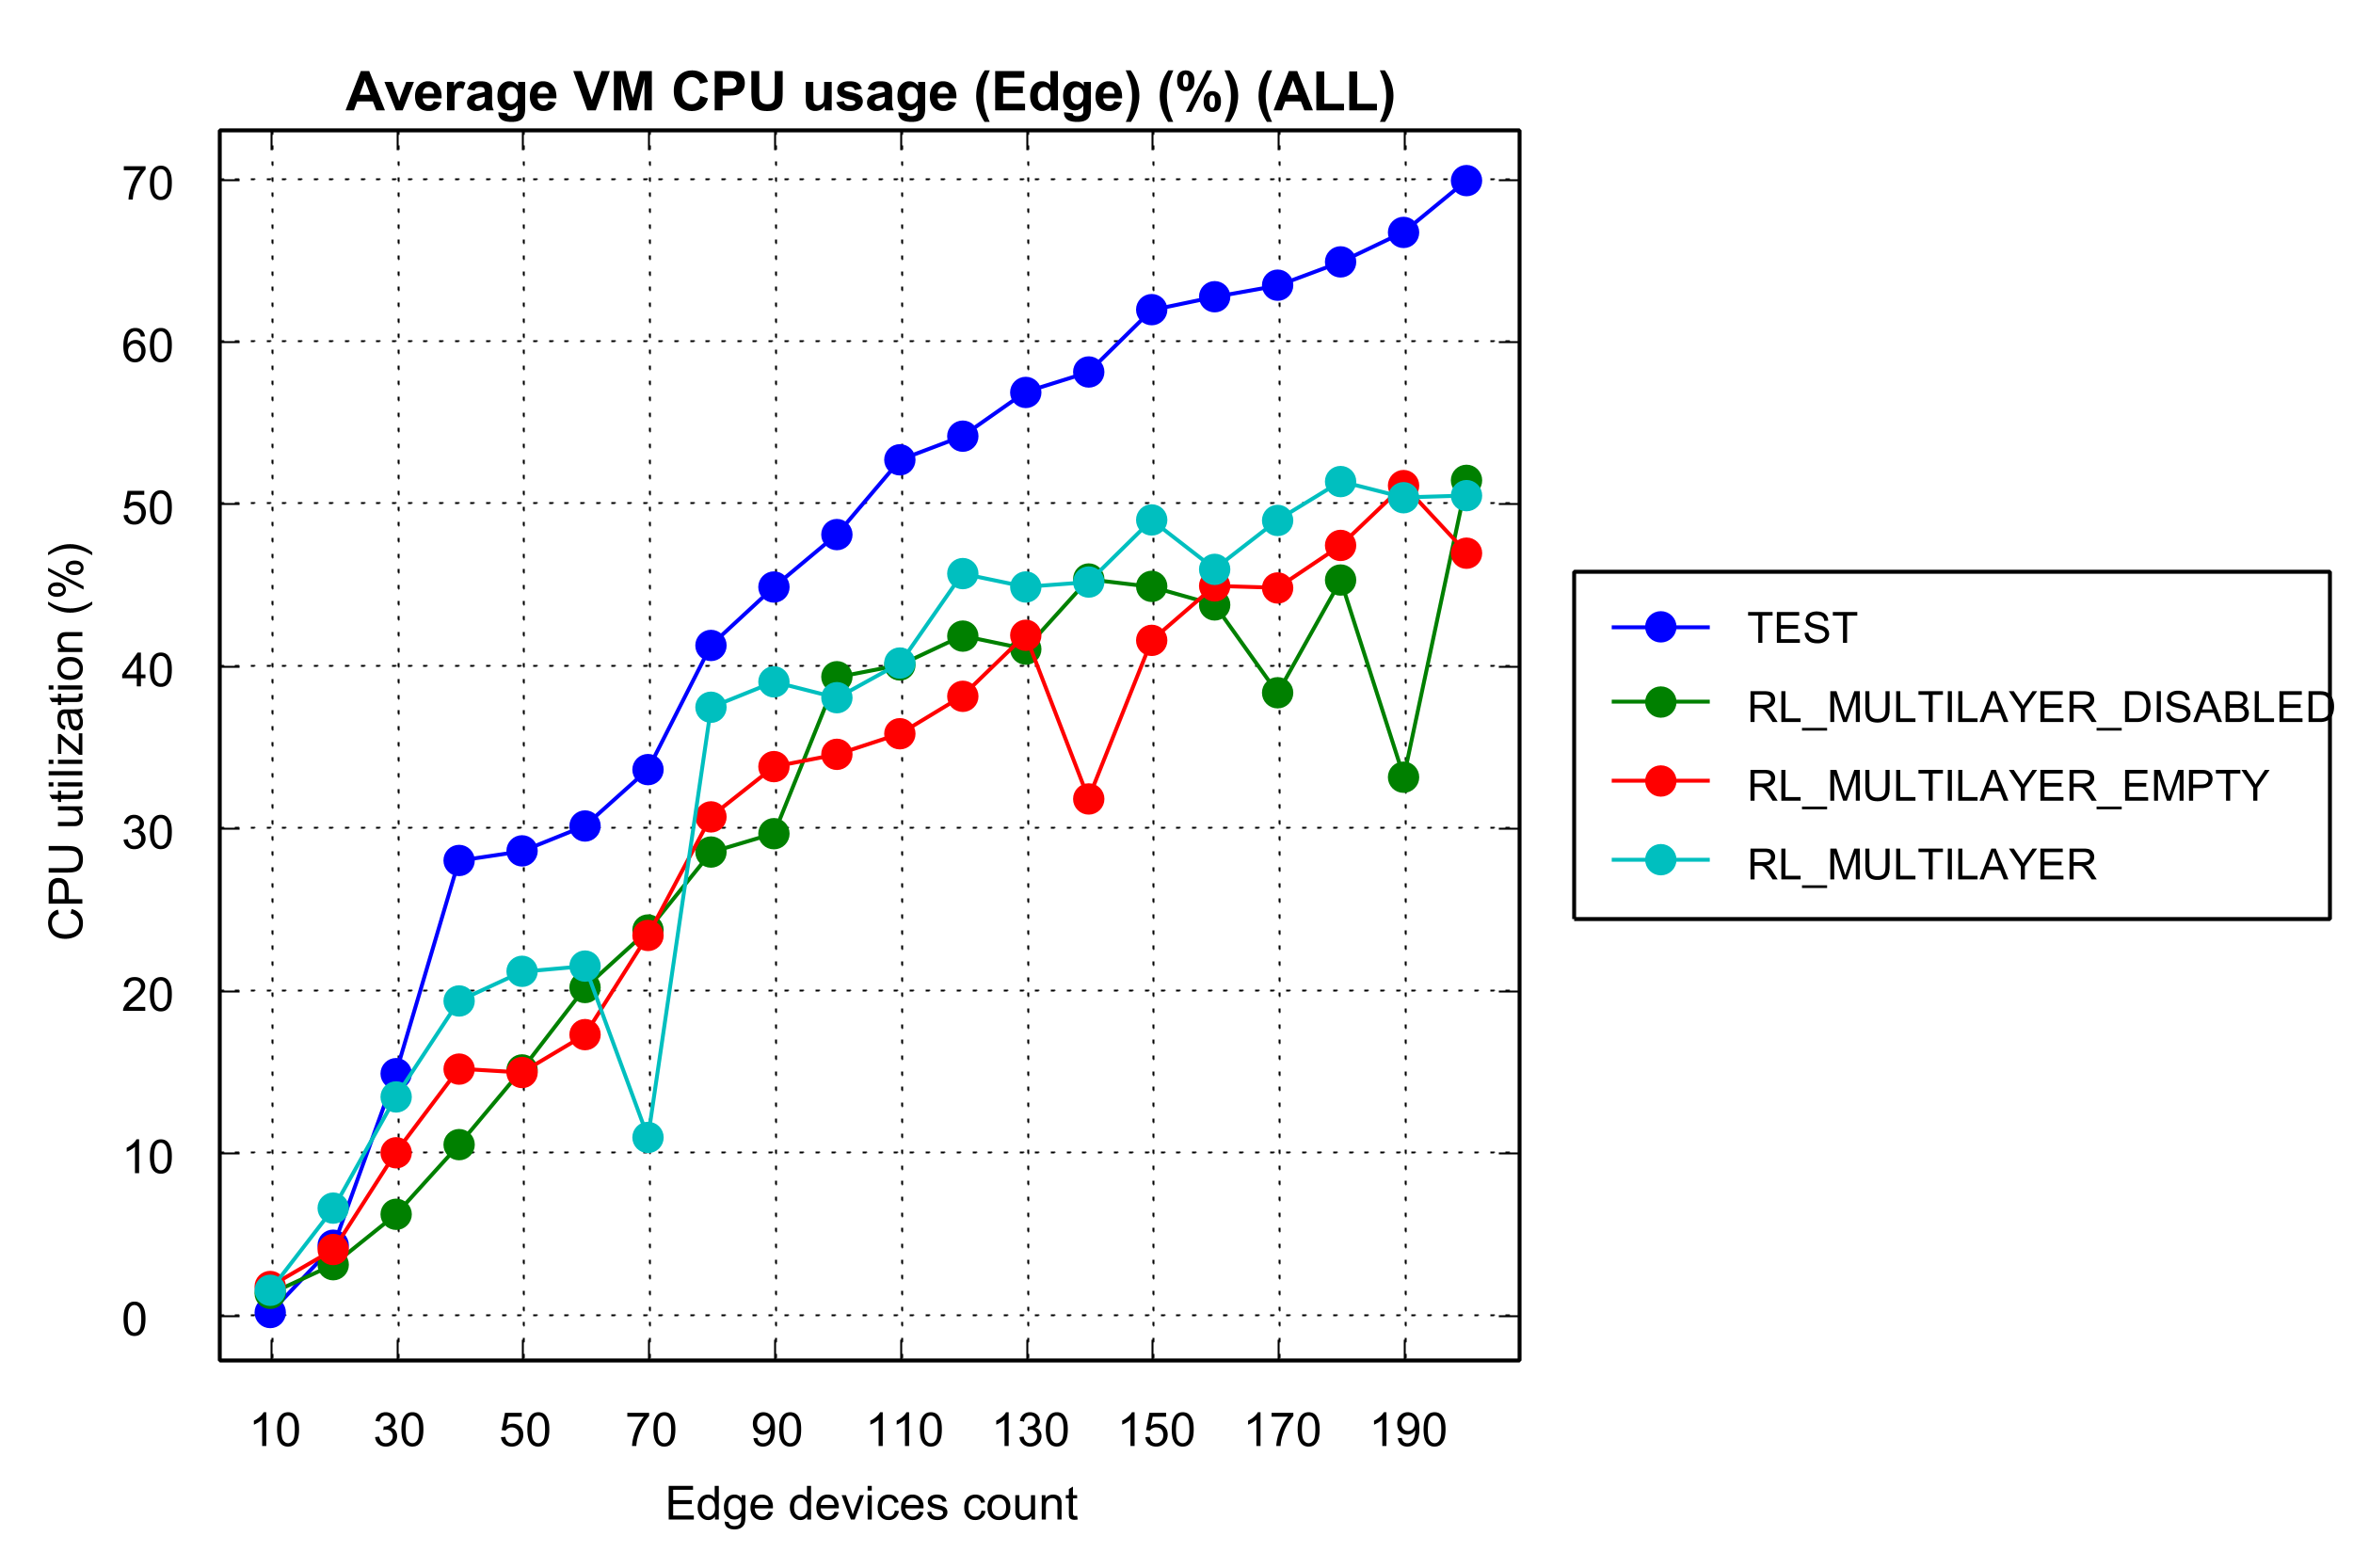 Average VM CPU usage (Edge) (%) (ALL)
70
60
50
40
30
20
10
0
CPU utilization (%)
10 30 50 70 90 110 130 150 170 190
Edge devices count
TEST
RL_MULTILAYER_DISABLED
RL_MULTILAYER_EMPTY
RL_MULTILAYER